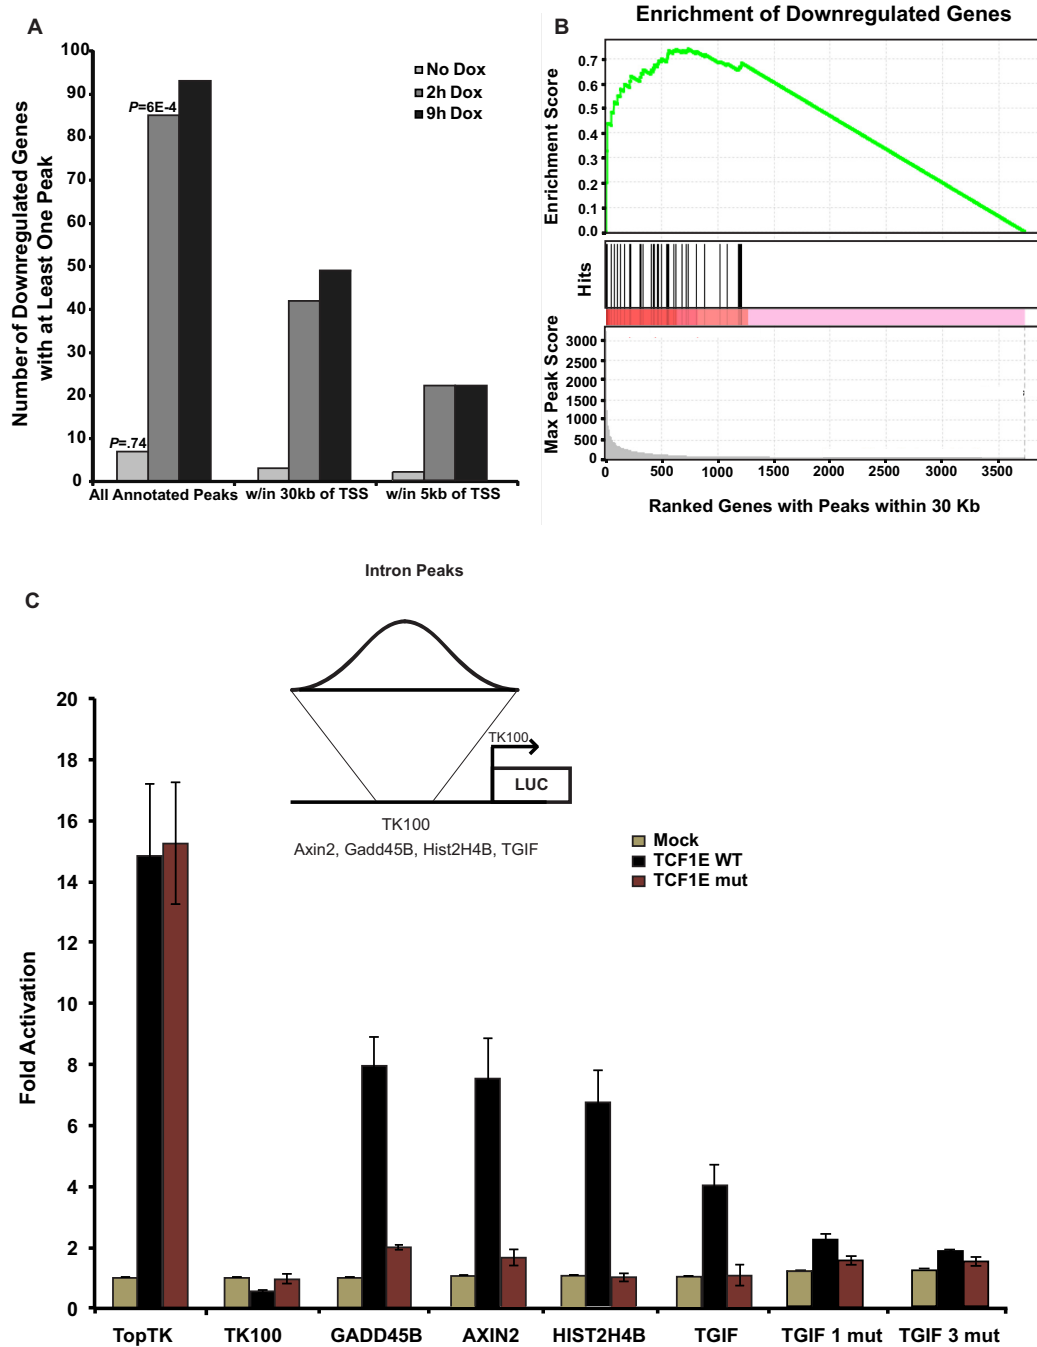 A
Number of Downregulated Genes
with at Least One Peak
100
90
80
70
60
50
40
30
20
10
0
P=6E-4
P=.74
No Dox
2h Dox
9h Dox
All Annotated Peaks
w/in 30kb of TSS
w/in 5kb of TSS
B
Enrichment of Downregulated Genes
Enrichment Score
0.7
0.6
0.5
0.4
0.3
0.2
0.1
0.0
Hits
Max Peak Score
3000
2500
2000
1500
1000
500
0
0 500 1000 1500 2000 2500 3000 3500
Ranked Genes with Peaks within 30 Kb
C
Intron Peaks
TK100
LUC
TK100
Axin2, Gadd45B, Hist2H4B, TGIF
Mock
TCF1E WT
TCF1E mut
Fold Activation
20
18
16
14
12
10
8
6
4
2
0
TopTK TK100 GADD45B AXIN2 HIST2H4B TGIF TGIF 1 mut TGIF 3 mut